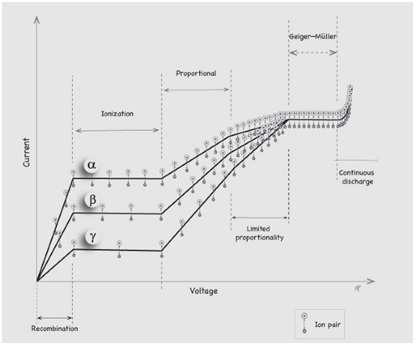 Geiger–Müller
Proportional
Ionization
α
β
γ
Current
Continuous
discharge
Limited
proportionality
Voltage
Recombination
Ion pair